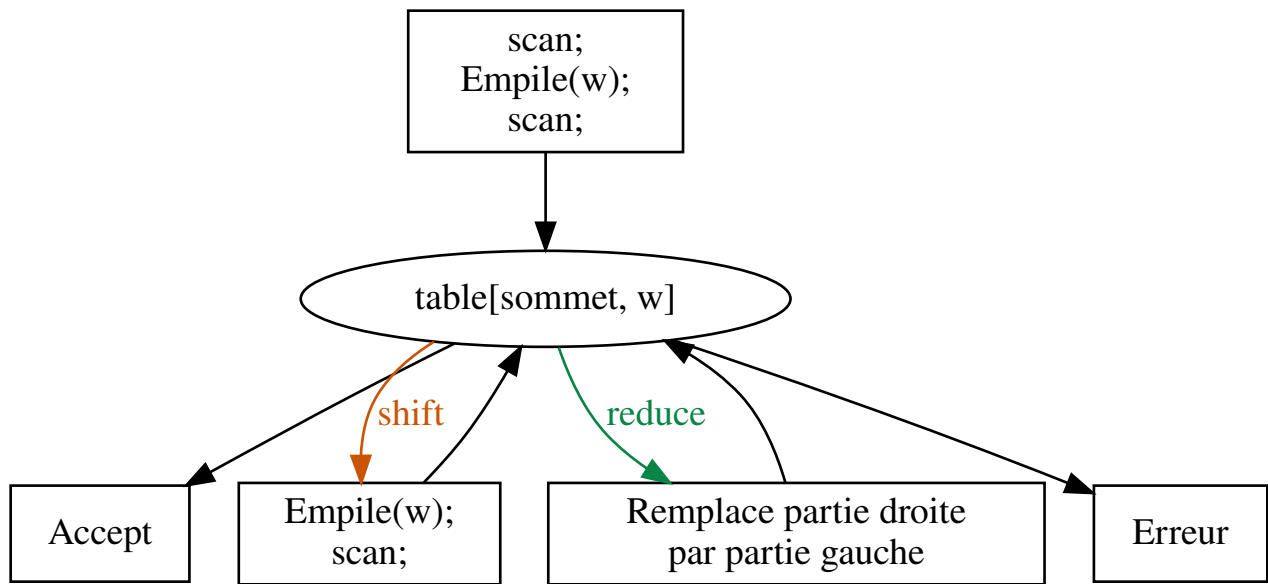 scan;
Empile(w);
scan;
table[sommet, w]
shift
reduce
Accept
Empile(w);
scan;
Remplace partie droite
par partie gauche
Erreur